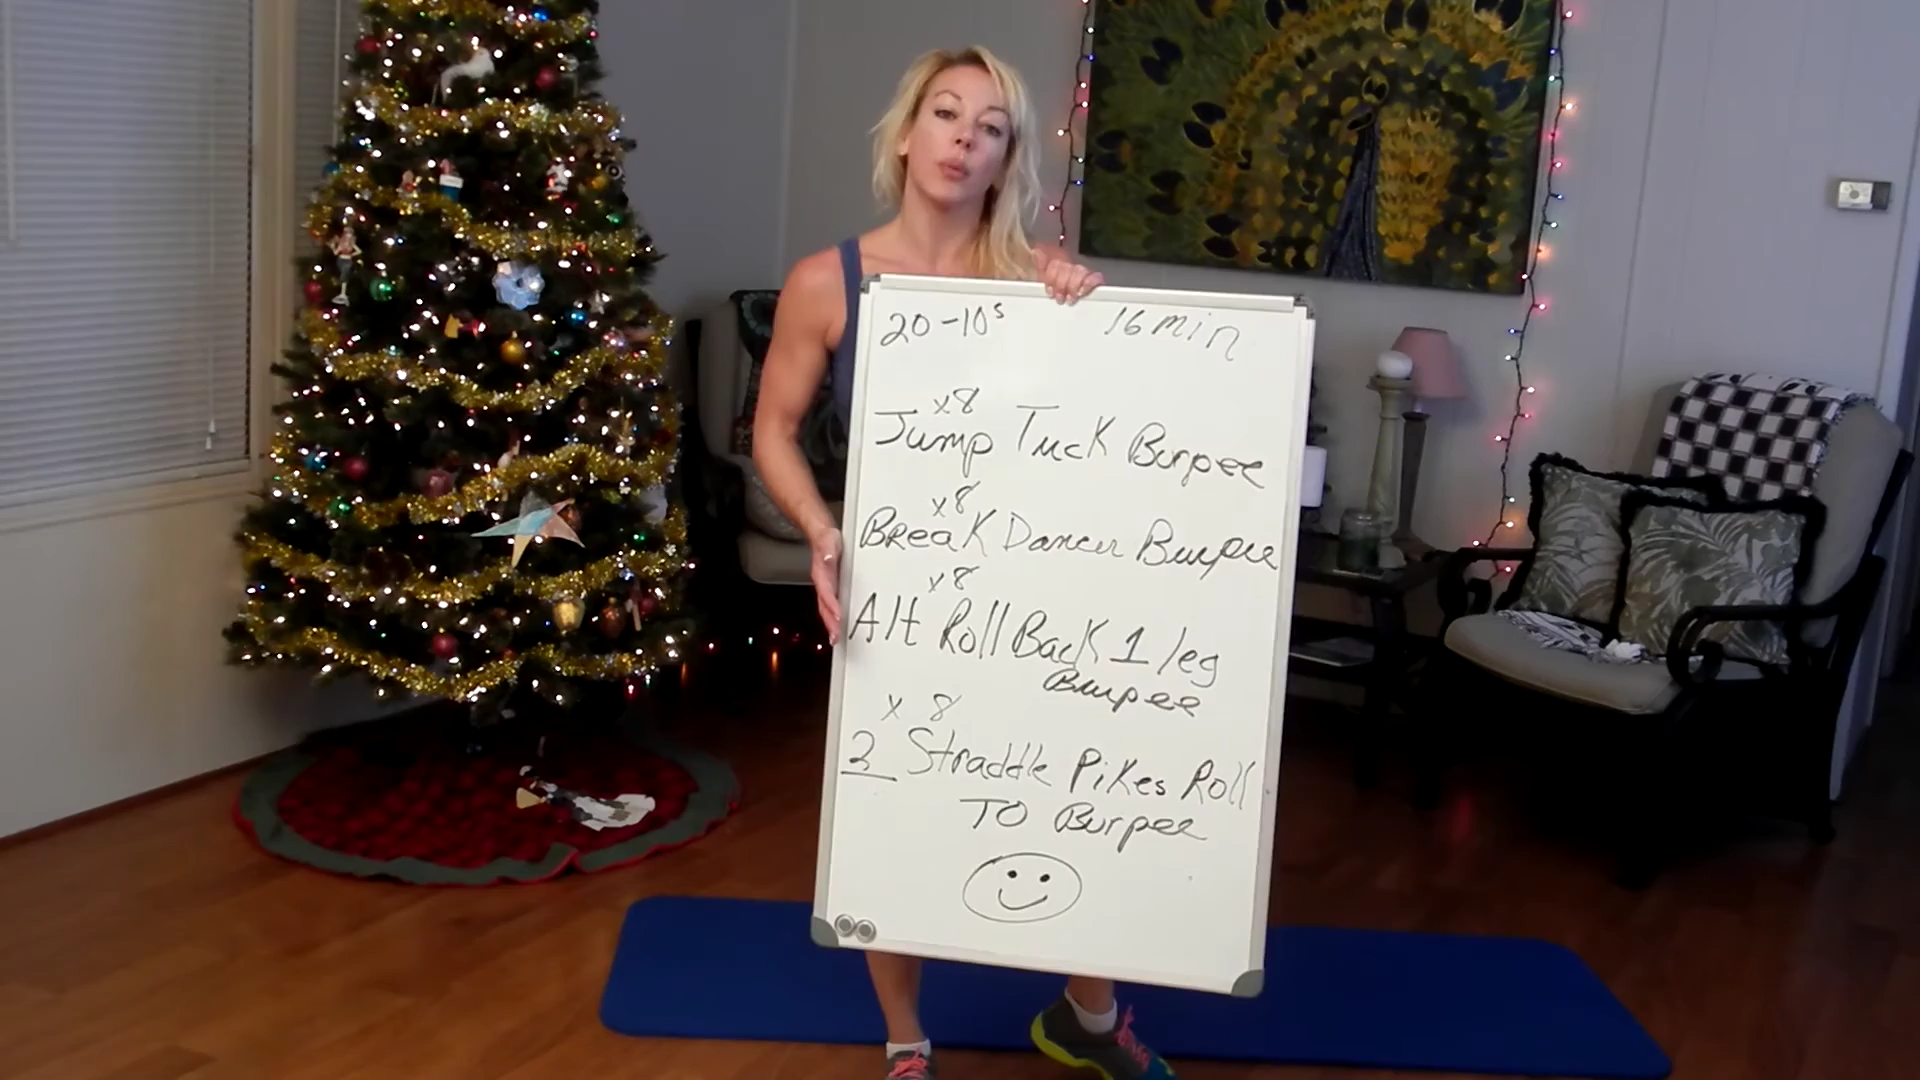 20-10s 16 min
x8
Jump Tuck Burpee
x8
Break Dancer Burpee
x8
Alt Roll Back 1 leg
Burpee
x 8
2 Straddle Pikes Roll
TO Burpee